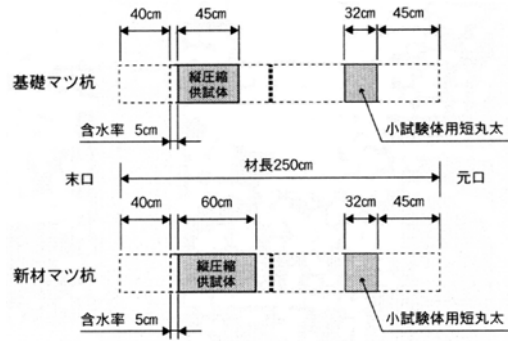 40cm 45cm 32cm 45cm
基礎マツ杭
縦圧縮
供試体
含水率 5cm
小試験体用短丸太
末口
材長250cm
元口
40cm 60cm 32cm 45cm
新材マツ杭
縦圧縮
供試体
含水率 5cm
小試験体用短丸太